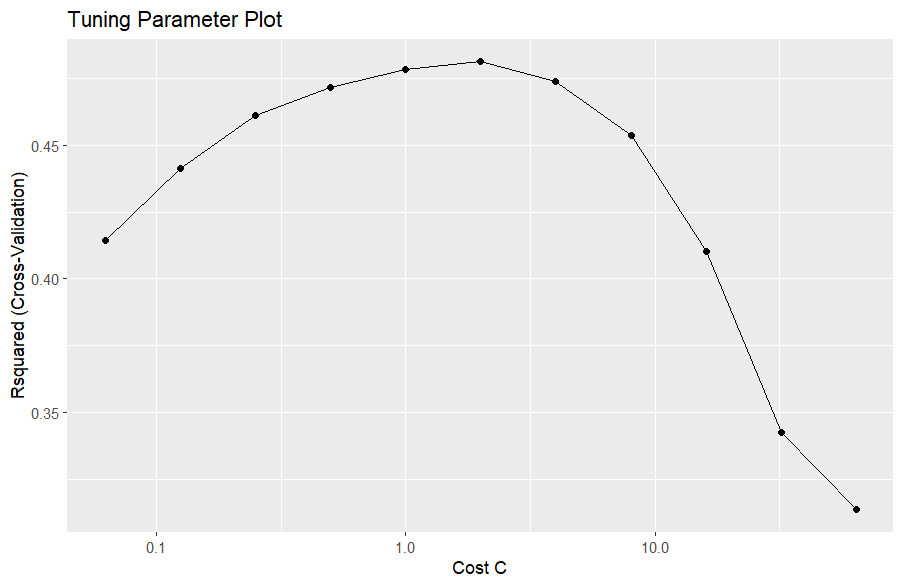 Tuning Parameter Plot
Rsquared (Cross-Validation)
0.45
0.40
0.35
0.1
1.0
10.0
Cost C